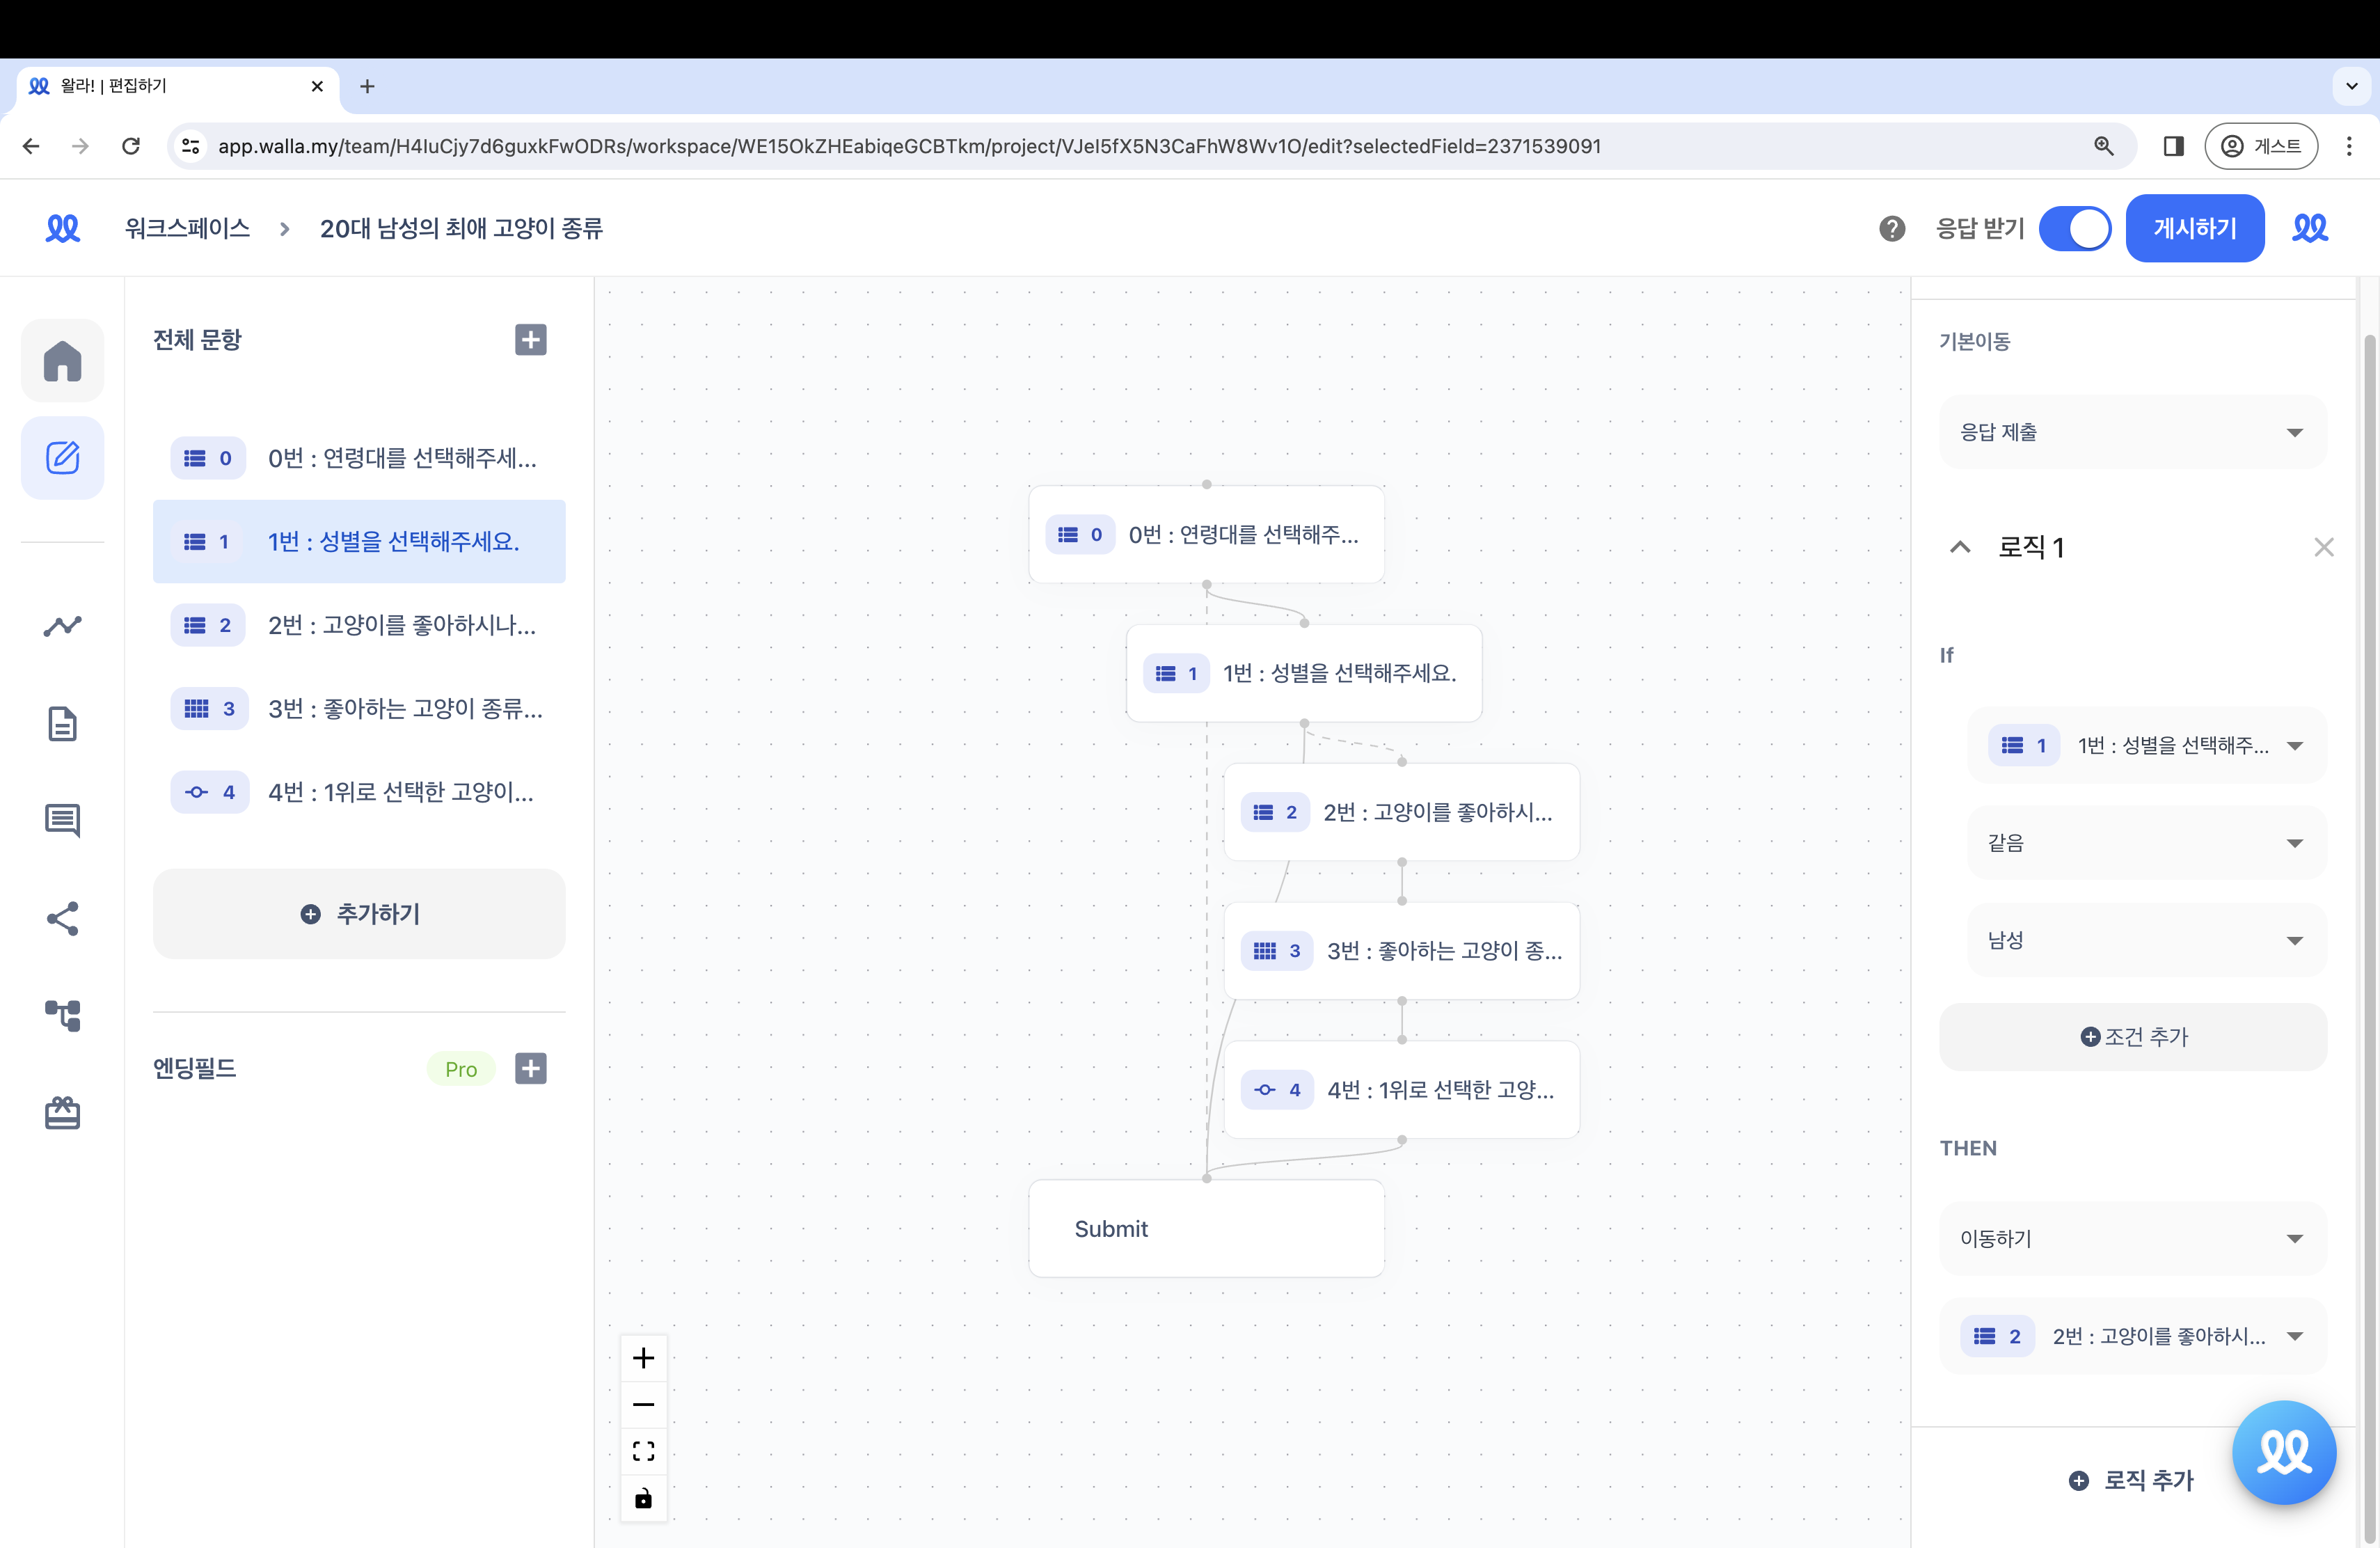 왈라! | 편집하기
app.walla.my/team/H4IuCjy7d6guxkFwODRs/workspace/WE15OkZHEabiqeGCBTkm/project/VJeI5fX5N3CaFhW8Wv1O/edit?selectedField=2371539091
게스트
워크스페이스
20대 남성의 최애 고양이 종류
응답 받기
게시하기
전체 문항
0 0번 : 연령대를 선택해주세...
1 1번 : 성별을 선택해주세요.
2 2번 : 고양이를 좋아하시나...
3 3번 : 좋아하는 고양이 종류...
4 4번 : 1위로 선택한 고양이...
추가하기
엔딩필드
Pro
0 0번 : 연령대를 선택해주...
1 1번 : 성별을 선택해주세요.
2 2번 : 고양이를 좋아하시...
3 3번 : 좋아하는 고양이 종...
4 4번 : 1위로 선택한 고양...
Submit
기본이동
응답 제출
로직 1
If
1 1번 : 성별을 선택해주...
같음
남성
조건 추가
THEN
이동하기
2 2번 : 고양이를 좋아하시...
로직 추가